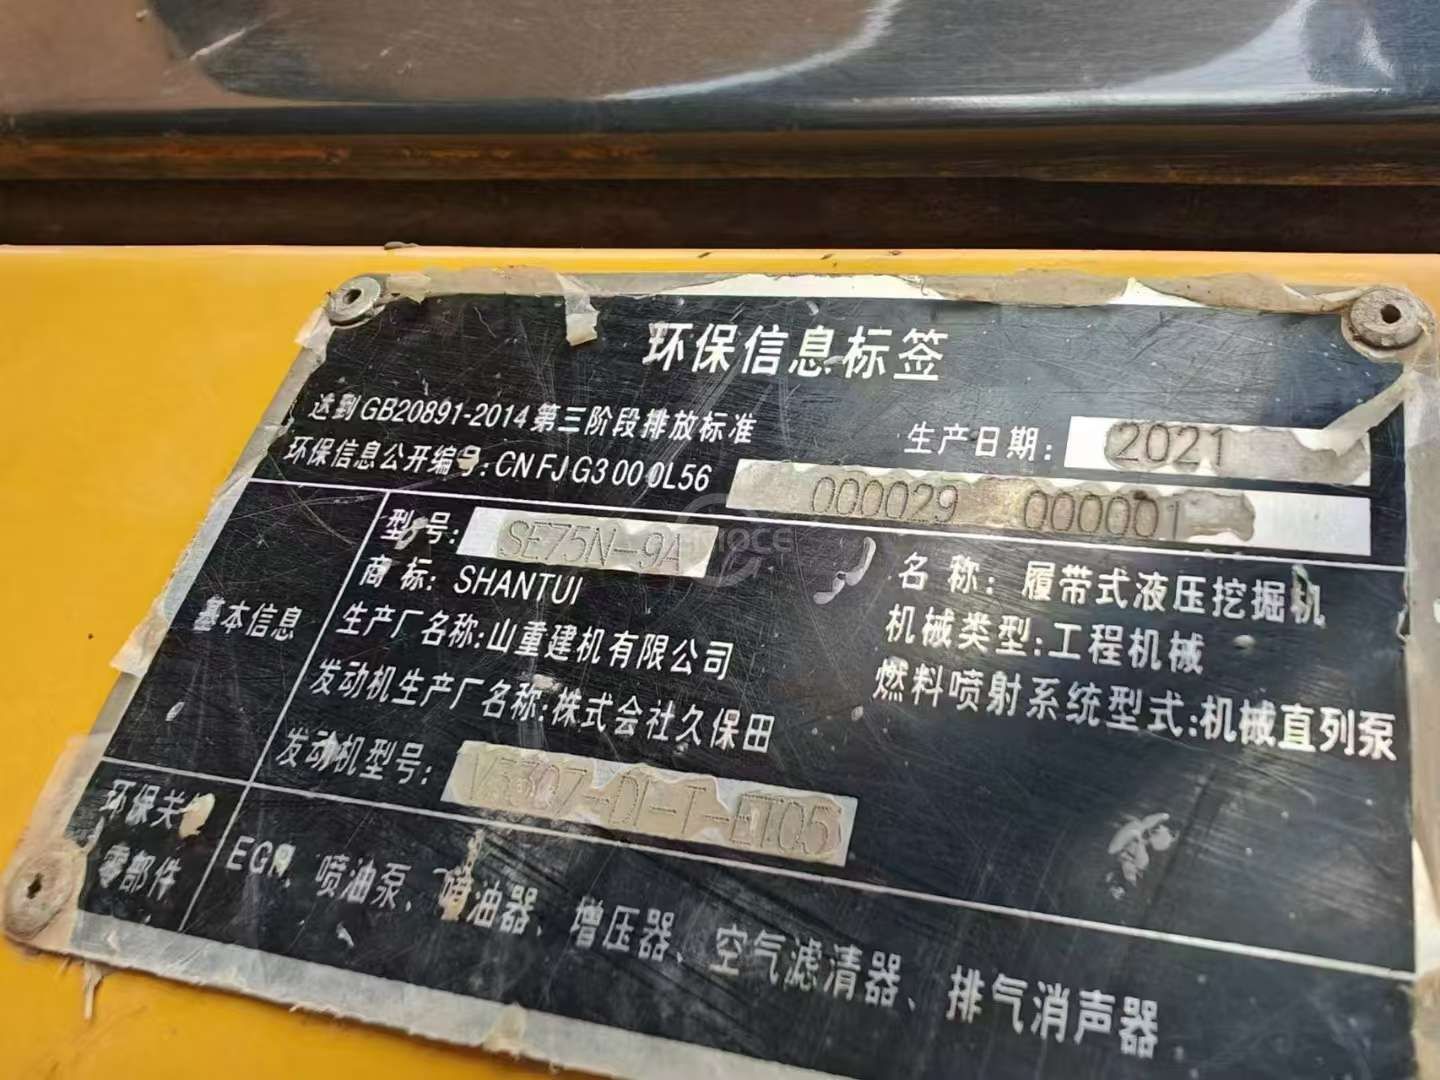 环保信息标签
达到GB20891-2014第三阶段排放标准
生产日期: 2021
环保信息公开编号: CN FJ G3 00 0L56 000029 000001
基本信息
型号: SE75N-9A
名称: 履带式液压挖掘机
商标: SHANTUI
机械类型: 工程机械
生产厂名称: 山重建机有限公司
燃料喷射系统型式: 机械直列泵
发动机生产厂名称: 株式会社久保田
发动机型号: V3307-DI-T-ET05
环保关键
零部件
EGR、喷油泵、喷油器、增压器、空气滤清器、排气消声器